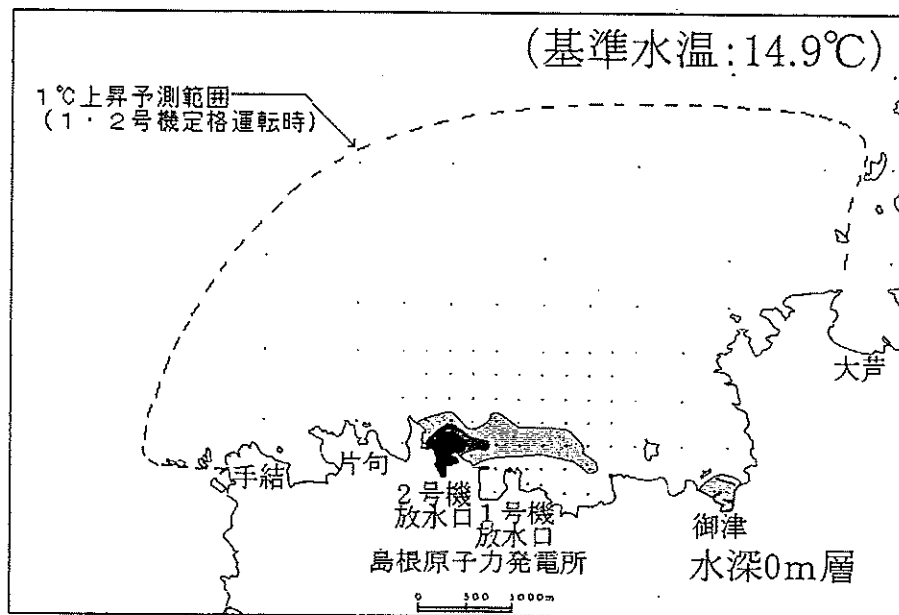 (基準水温:14.9℃)
1℃上昇予測範囲
(1・2号機定格運転時)
大芦
手結
片句
2号機
放水口
1号機
放水口
御津
島根原子力発電所
水深0m層
0 500 1000m